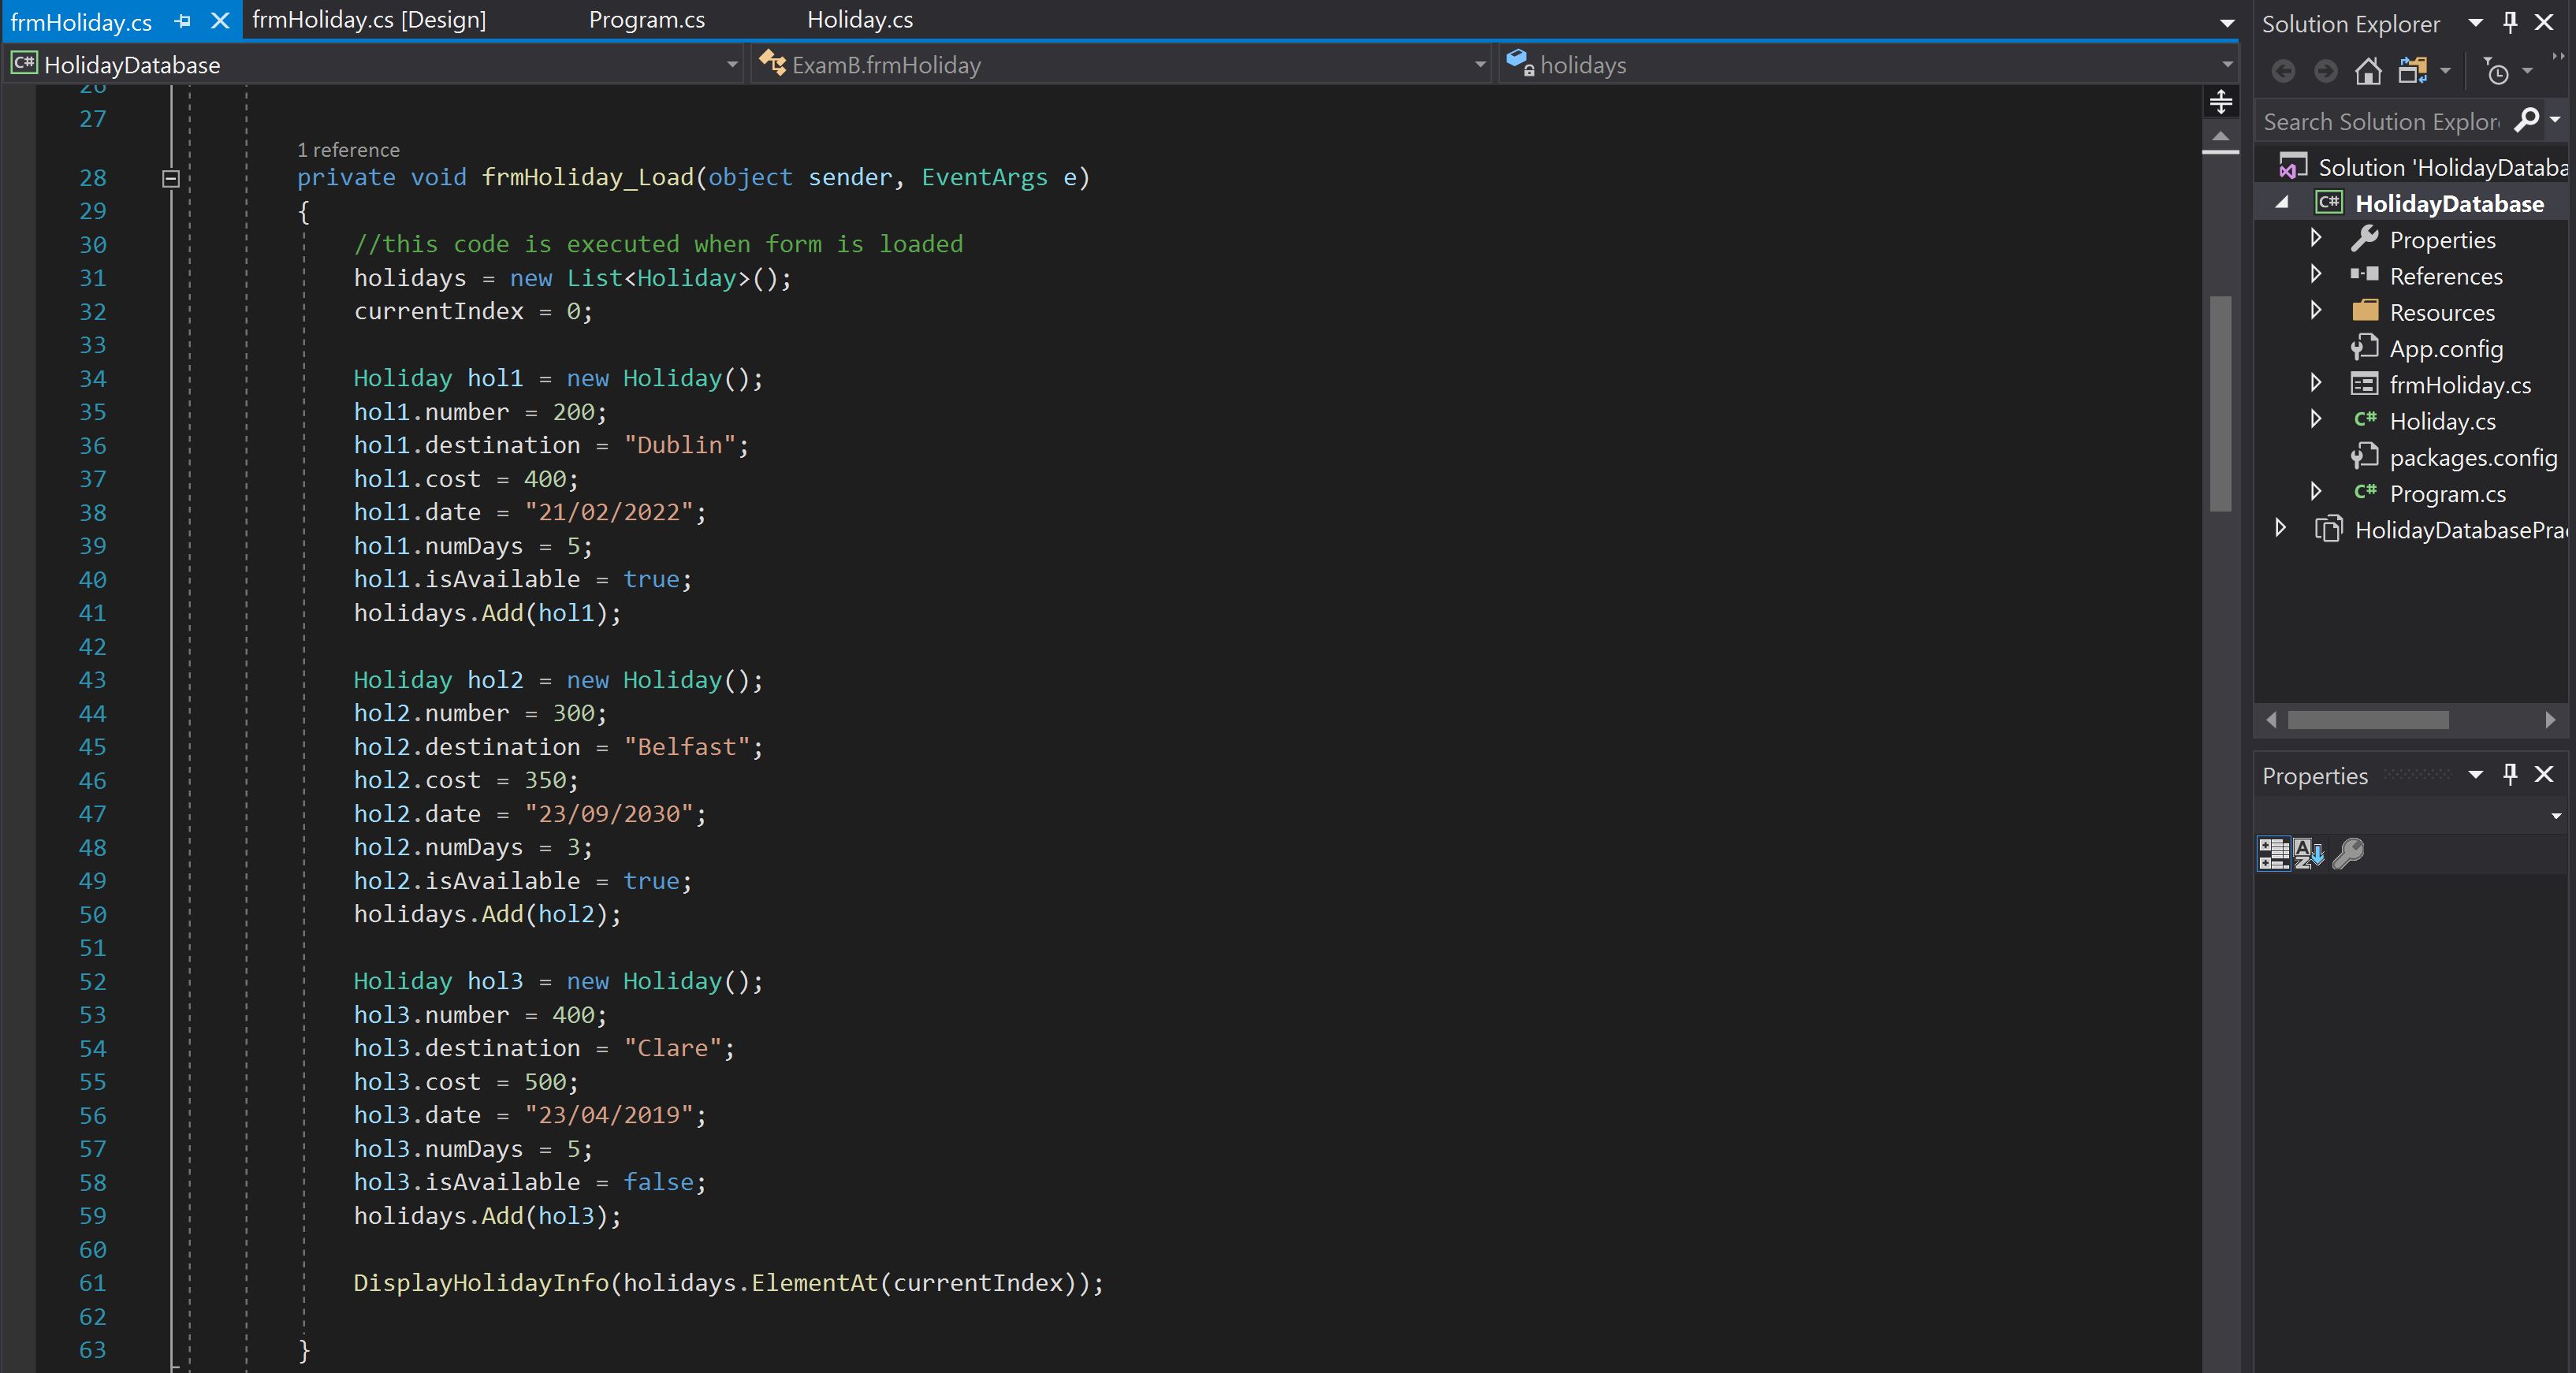 frmHoliday.cs frmHoliday.cs [Design] Program.cs Holiday.cs
HolidayDatabase ExamB.frmHoliday holidays
26
27
1 reference
28 private void frmHoliday_Load(object sender, EventArgs e)
29 {
30 //this code is executed when form is loaded
31 holidays = new List<Holiday>();
32 currentIndex = 0;
33
34 Holiday hol1 = new Holiday();
35 hol1.number = 200;
36 hol1.destination = "Dublin";
37 hol1.cost = 400;
38 hol1.date = "21/02/2022";
39 hol1.numDays = 5;
40 hol1.isAvailable = true;
41 holidays.Add(hol1);
42
43 Holiday hol2 = new Holiday();
44 hol2.number = 300;
45 hol2.destination = "Belfast";
46 hol2.cost = 350;
47 hol2.date = "23/09/2030";
48 hol2.numDays = 3;
49 hol2.isAvailable = true;
50 holidays.Add(hol2);
51
52 Holiday hol3 = new Holiday();
53 hol3.number = 400;
54 hol3.destination = "Clare";
55 hol3.cost = 500;
56 hol3.date = "23/04/2019";
57 hol3.numDays = 5;
58 hol3.isAvailable = false;
59 holidays.Add(hol3);
60
61 DisplayHolidayInfo(holidays.ElementAt(currentIndex));
62
63 }
Solution Explorer
Search Solution Explor
Solution 'HolidayDataba
C# HolidayDatabase
Properties
References
Resources
App.config
frmHoliday.cs
C# Holiday.cs
packages.config
C# Program.cs
HolidayDatabasePra
Properties